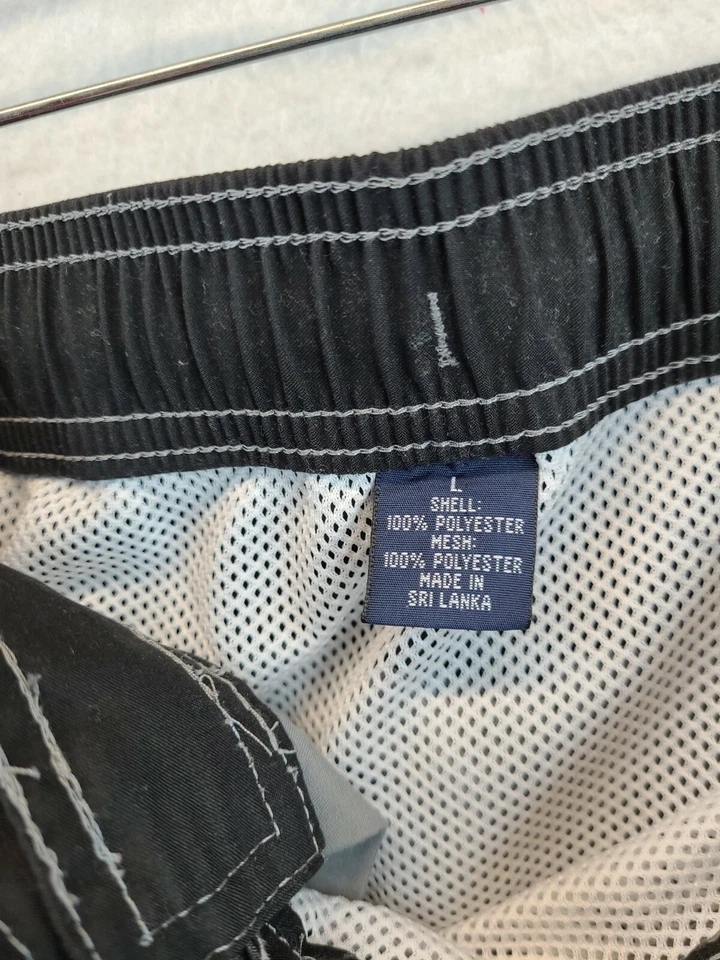 L
SHELL:
100% POLYESTER
MESH:
100% POLYESTER
MADE IN
SRI LANKA